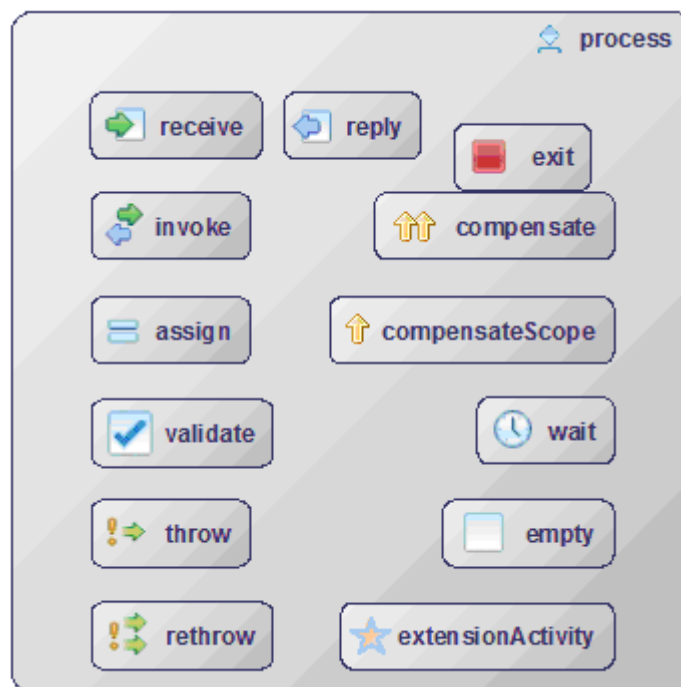 process
receive
reply
exit
invoke
compensate
assign
compensateScope
validate
wait
throw
empty
rethrow
extensionActivity